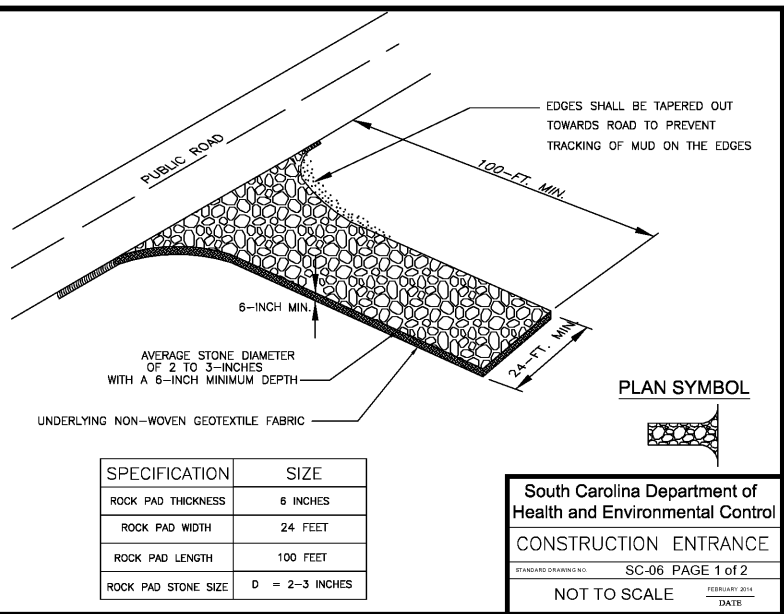 EDGES SHALL BE TAPERED OUT
TOWARDS ROAD TO PREVENT
TRACKING OF MUD ON THE EDGES
PUBLIC ROAD
100-FT. MIN.
6-INCH MIN.
24-FT. MIN.
AVERAGE STONE DIAMETER
OF 2 TO 3-INCHES
WITH A 6-INCH MINIMUM DEPTH
UNDERLYING NON-WOVEN GEOTEXTILE FABRIC
PLAN SYMBOL
SPECIFICATION SIZE
ROCK PAD THICKNESS 6 INCHES
ROCK PAD WIDTH 24 FEET
ROCK PAD LENGTH 100 FEET
ROCK PAD STONE SIZE D = 2-3 INCHES
South Carolina Department of
Health and Environmental Control
CONSTRUCTION ENTRANCE
STANDARD DRAWING NO. SC-06 PAGE 1 of 2
NOT TO SCALE FEBRUARY 2014
DATE